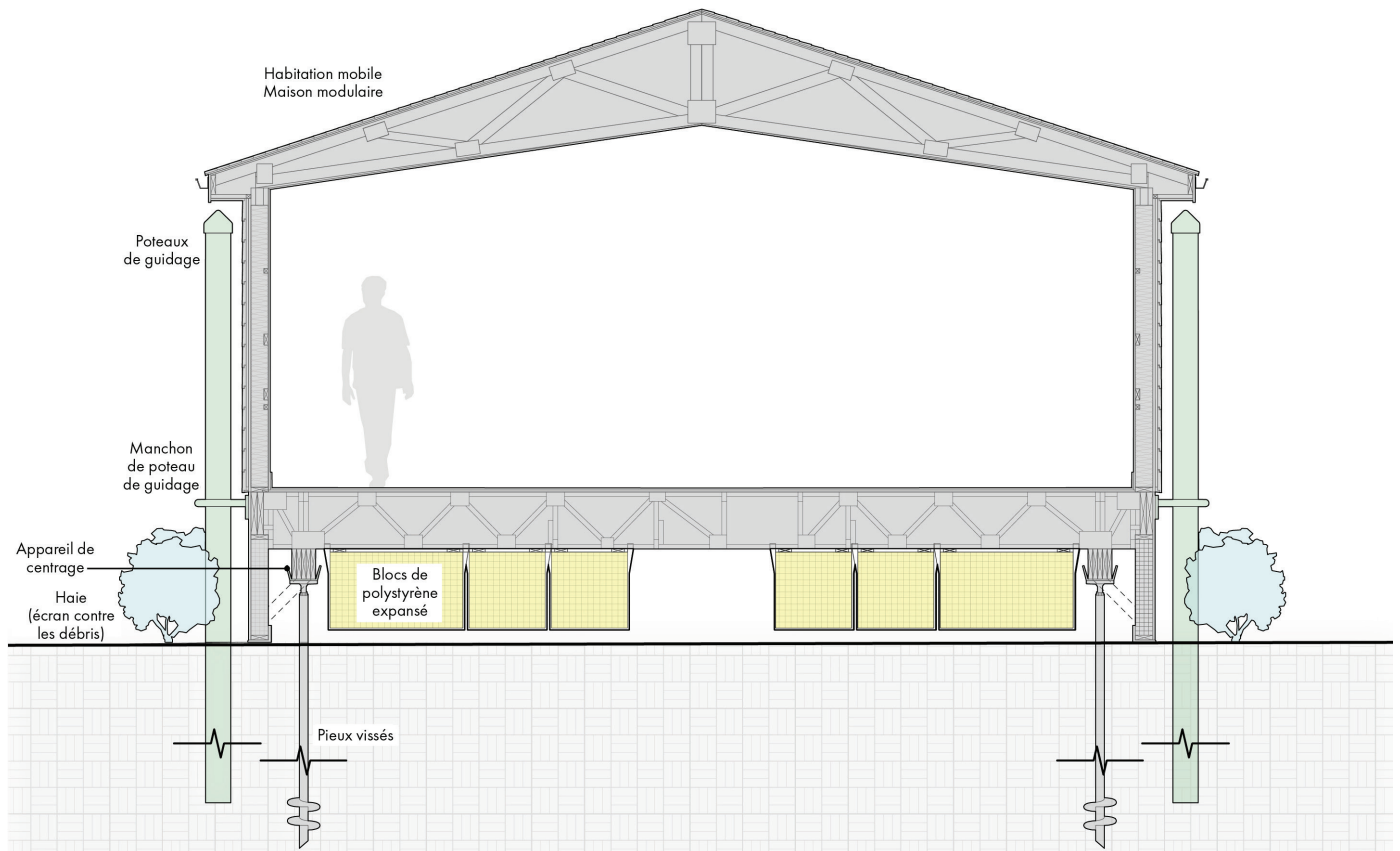 Habitation mobile
Maison modulaire
Poteaux
de guidage
Manchon
de poteau
de guidage
Appareil de
centrage
Haie
(écran contre
les débris)
Blocs de
polystyrène
expansé
Pieux vissés